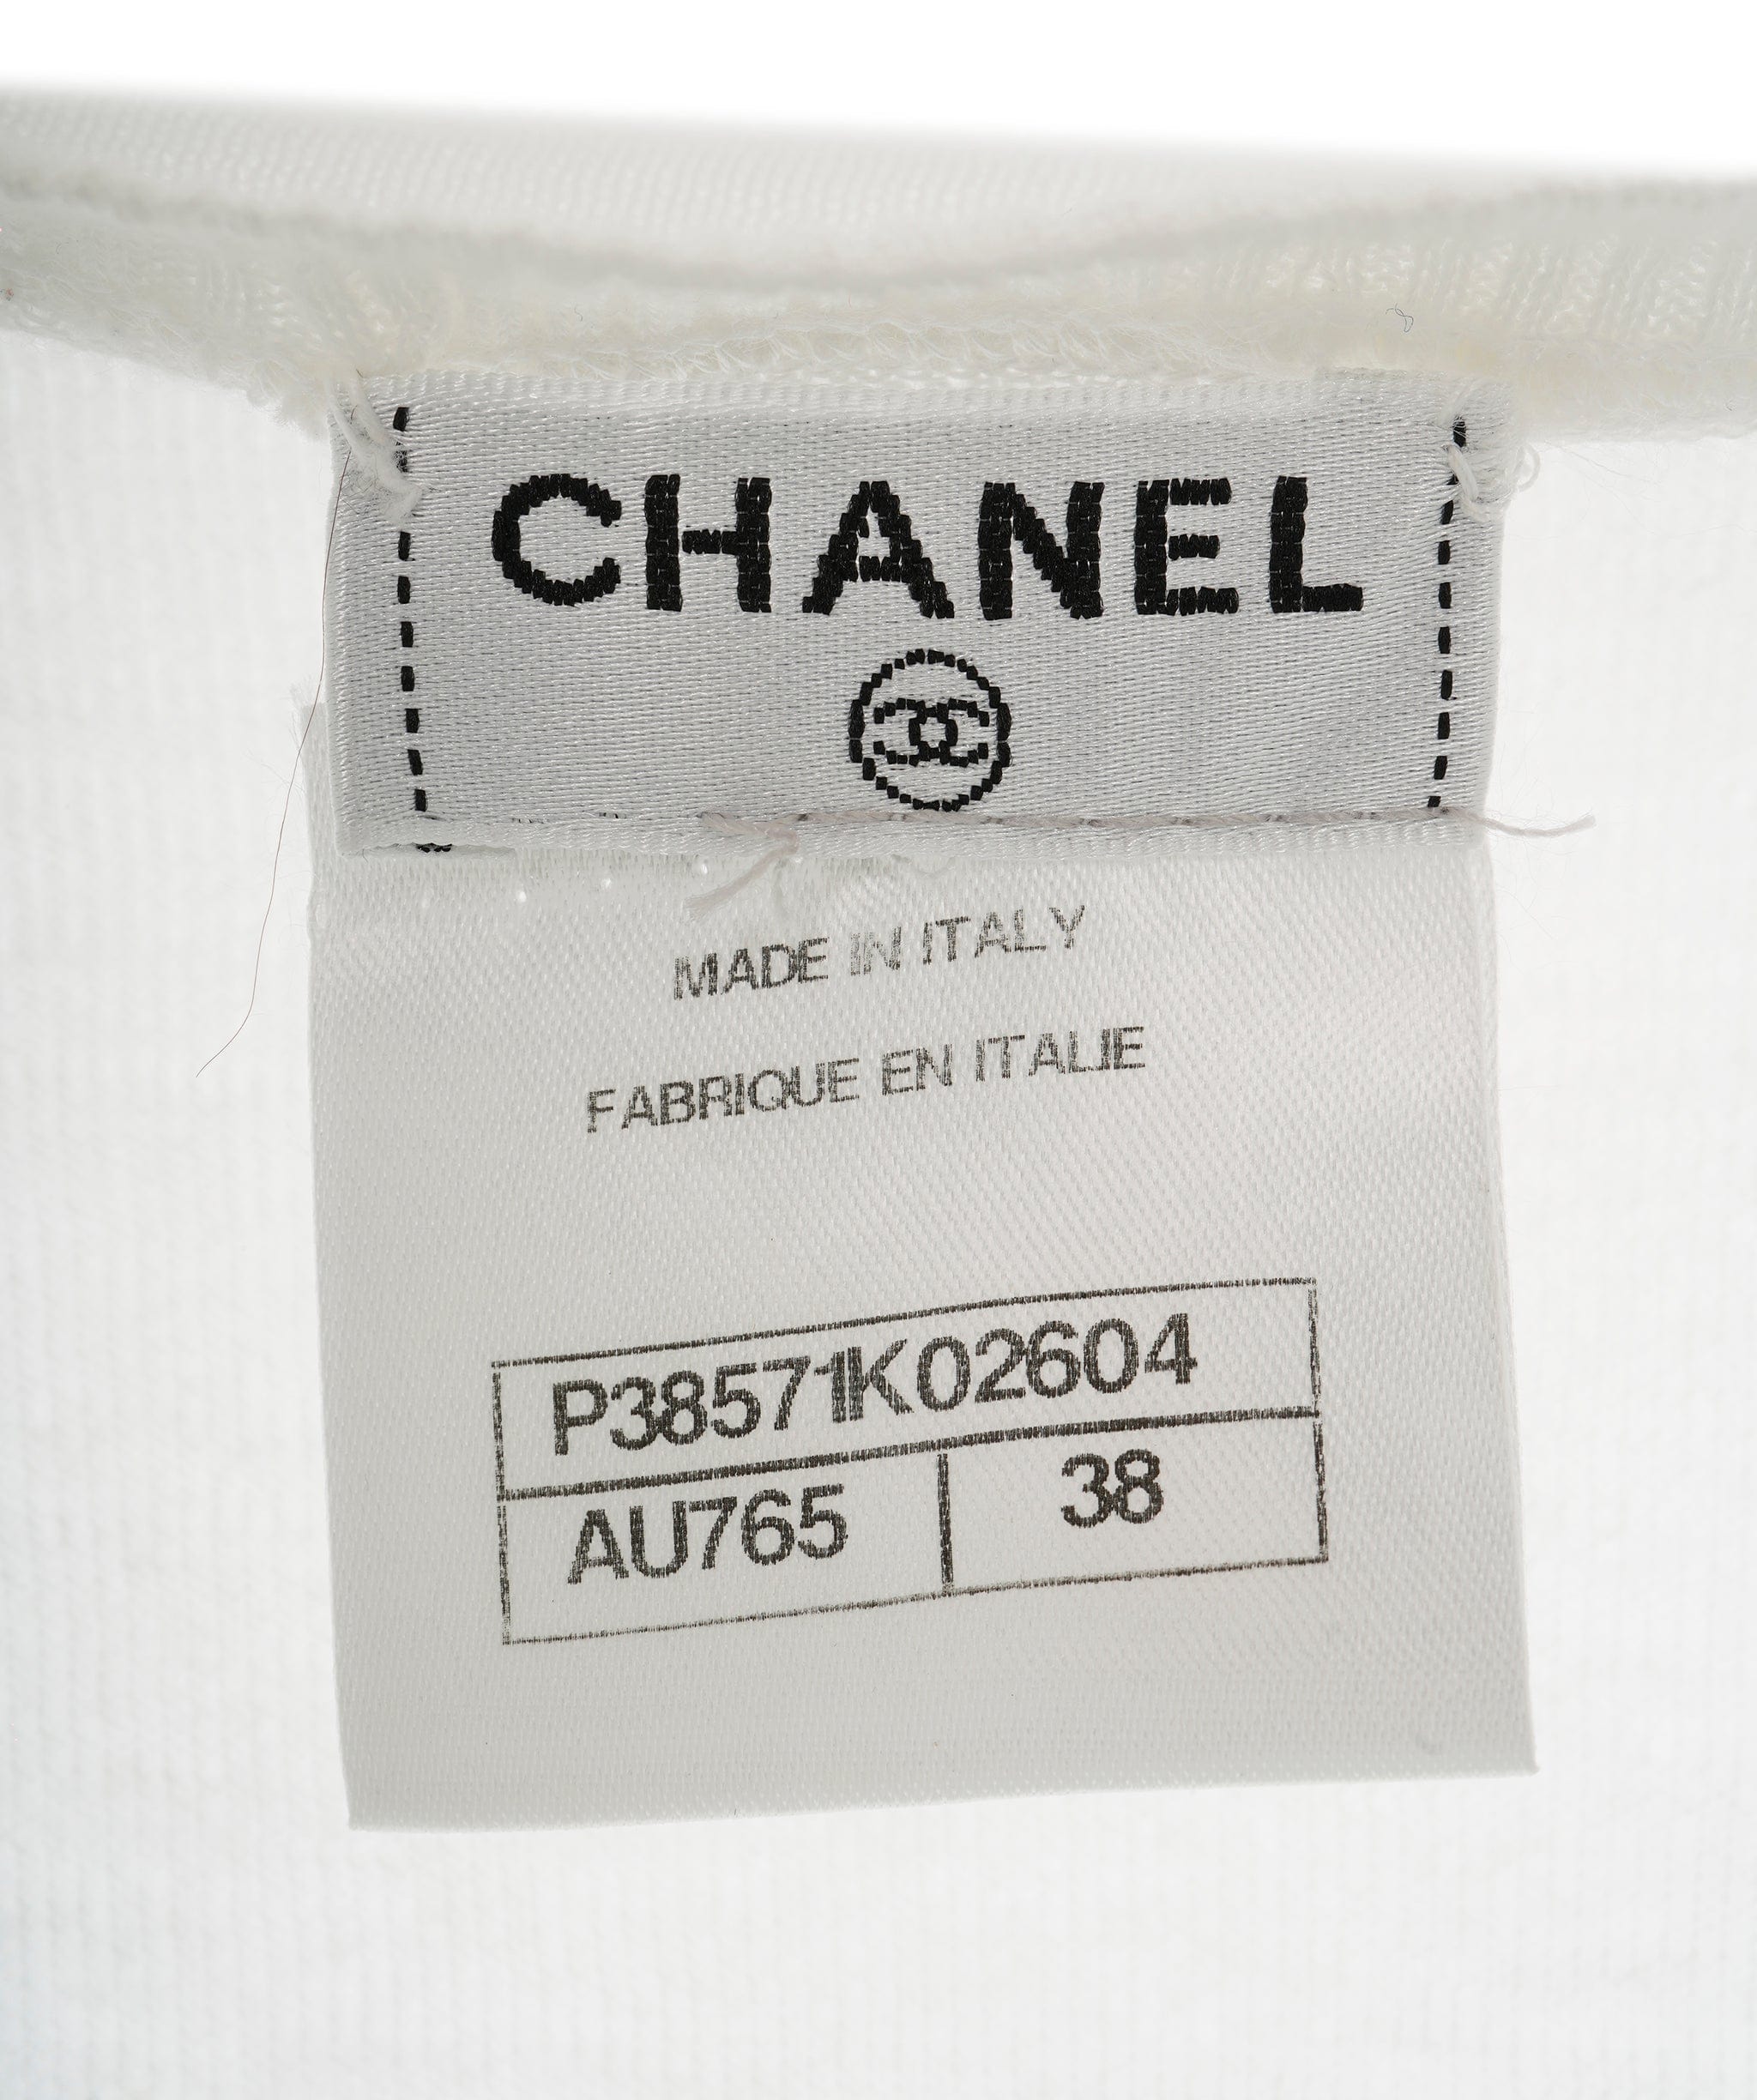 CHANEL
MADE IN ITALY
FABRIQUE EN ITALIE
P38571K02604
AU765 38